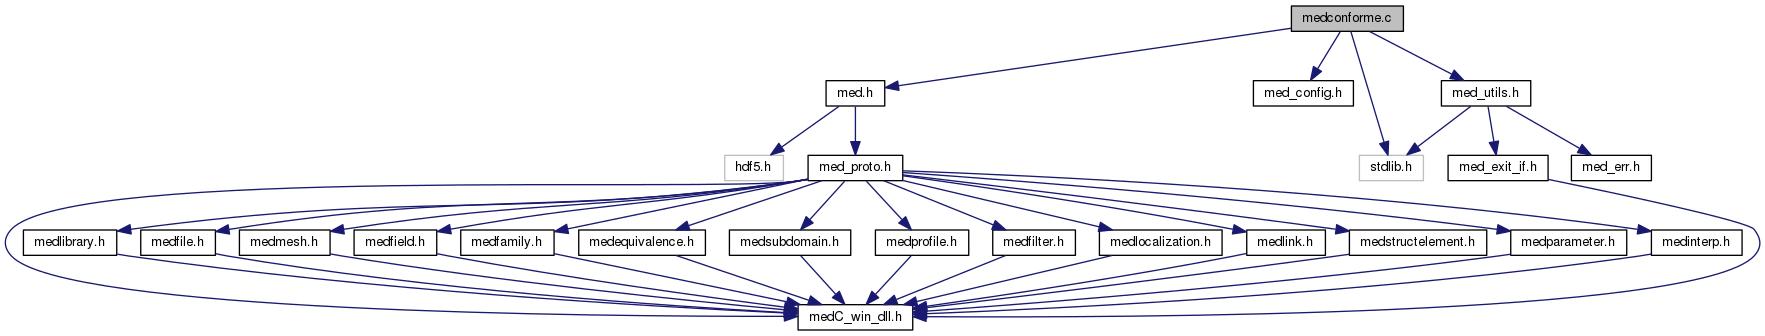 medconforme.c
med.h
med_config.h
med_utils.h
hdf5.h
med_proto.h
stdlib.h
med_exit_if.h
med_err.h
medlibrary.h
medfile.h
medmesh.h
medfield.h
medfamily.h
medequivalence.h
medsubdomain.h
medprofile.h
medfilter.h
medlocalization.h
medlink.h
medstructelement.h
medparameter.h
medinterp.h
medC_win_dll.h